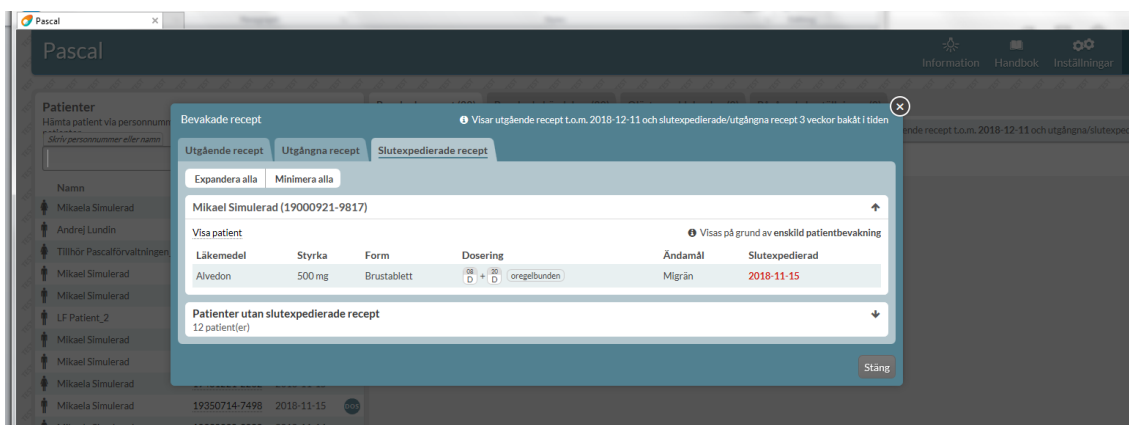 Pascal
Pascal
Information Handbok Inställningar
Patienter
Hämta patient via personnumm
Skriv personnummer eller namn
Namn
Mikaela Simulerad
Andrej Lundin
Tillhör Pascalförvaltningen
Mikael Simulerad
Mikael Simulerad
LF Patient_2
Mikael Simulerad
Mikael Simulerad
Mikaela Simulerad
Mikaela Simulerad 19350714-7498 2018-11-15 DOS
ende recept t.o.m. 2018-12-11 och utgångna/slutexped
Bevakade recept
Visar utgående recept t.o.m. 2018-12-11 och slutexpedierade/utgångna recept 3 veckor bakåt i tiden
Utgående recept Utgångna recept Slutexpedierade recept
Expandera alla Minimera alla
Mikael Simulerad (19000921-9817)
Visa patient Visas på grund av enskild patientbevakning
Läkemedel Styrka Form Dosering Ändamål Slutexpedierad
Alvedon 500 mg Brustablett 08 D + 20 D oregelbunden Migrän 2018-11-15
Patienter utan slutexpedierade recept
12 patient(er)
Stäng